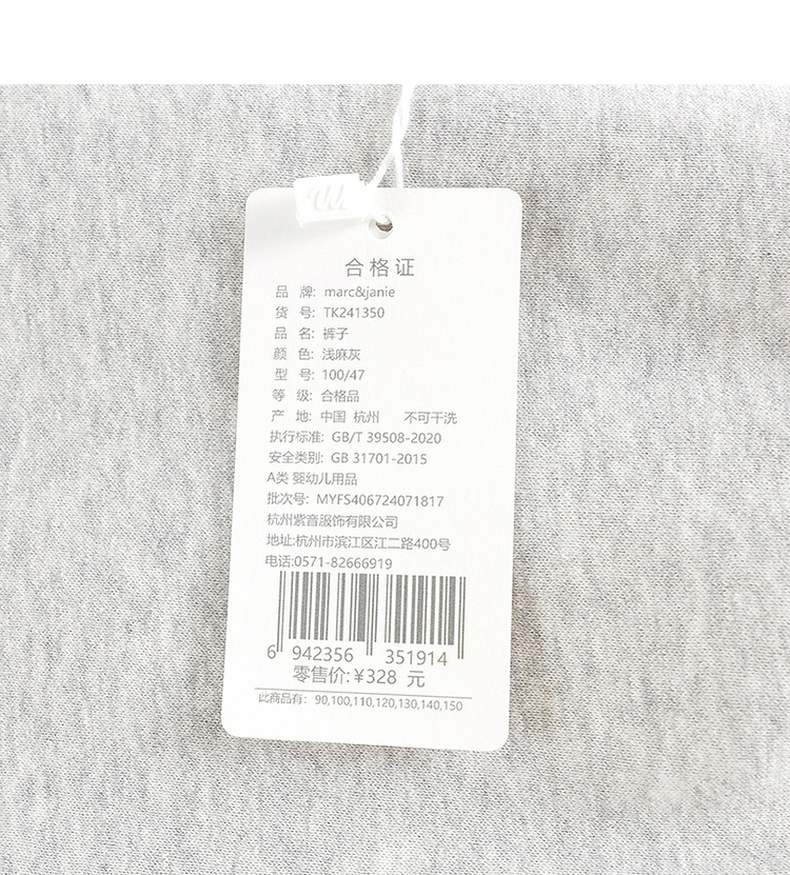 合格证
品 牌: marc&janie
货 号: TK241350
品 名: 裤子
颜 色: 浅麻灰
型 号: 100/47
等 级: 合格品
产 地: 中国 杭州 不可干洗
执行标准: GB/T 39508-2020
安全类别: GB 31701-2015
A类 婴幼儿用品
批次号: MYFS406724071817
杭州紫音服饰有限公司
地址:杭州市滨江区江二路400号
电话:0571-82666919
6 942356 351914
零售价:¥328 元
此商品有: 90,100,110,120,130,140,150